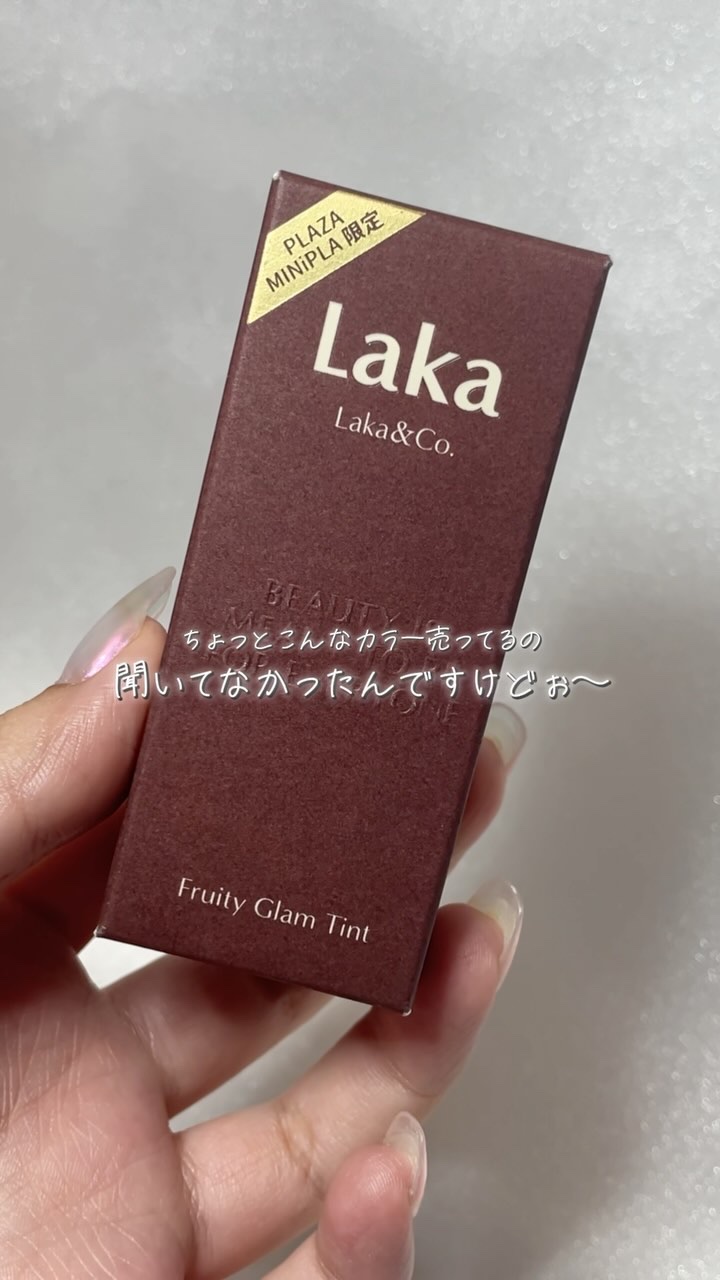 PLAZA
MINiPLA 限定
Laka
Laka&Co.
BEAUTY IS
ちょっとこんなカラー売ってるの
聞いてなかったんですけどぉ〜
Fruity Glam Tint